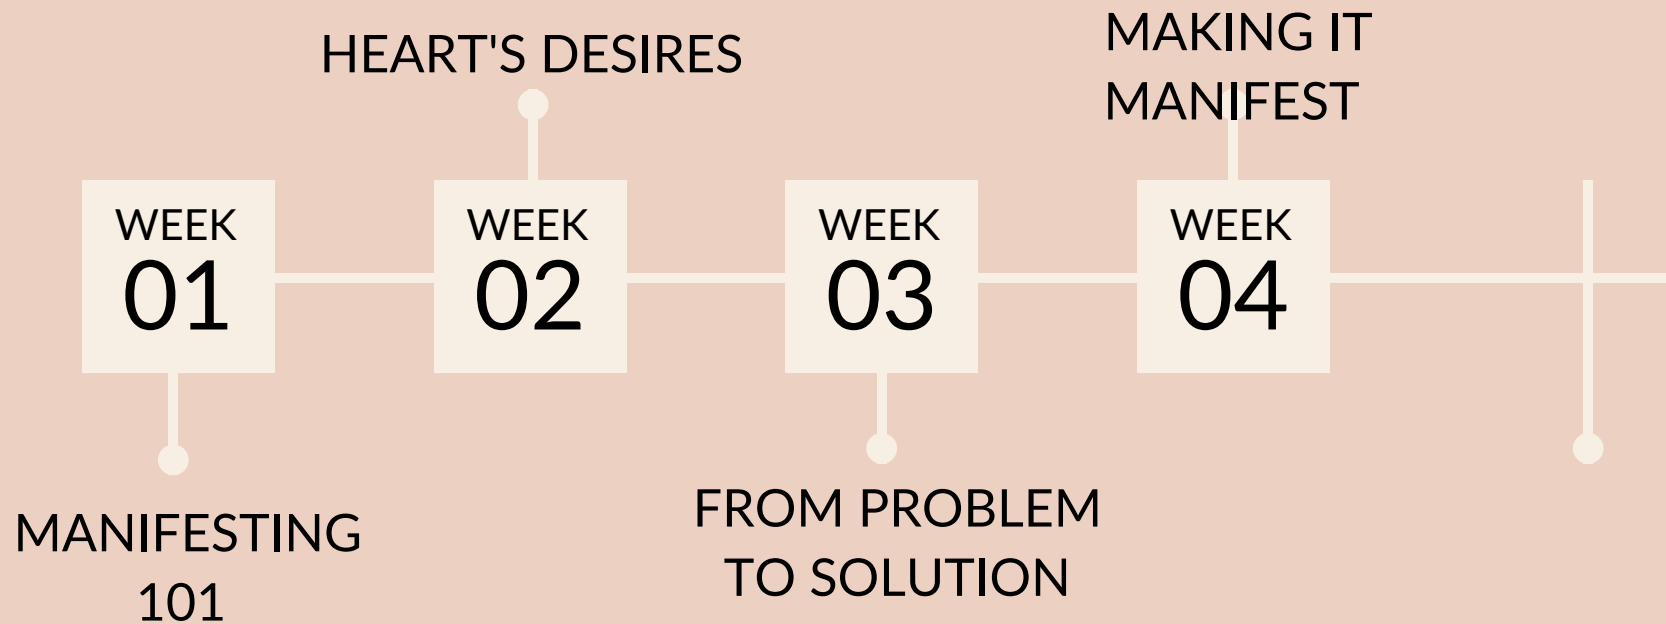 HEART'S DESIRES
MAKING IT
MANIFEST
WEEK
01
WEEK
02
WEEK
03
WEEK
04
MANIFESTING
101
FROM PROBLEM
TO SOLUTION